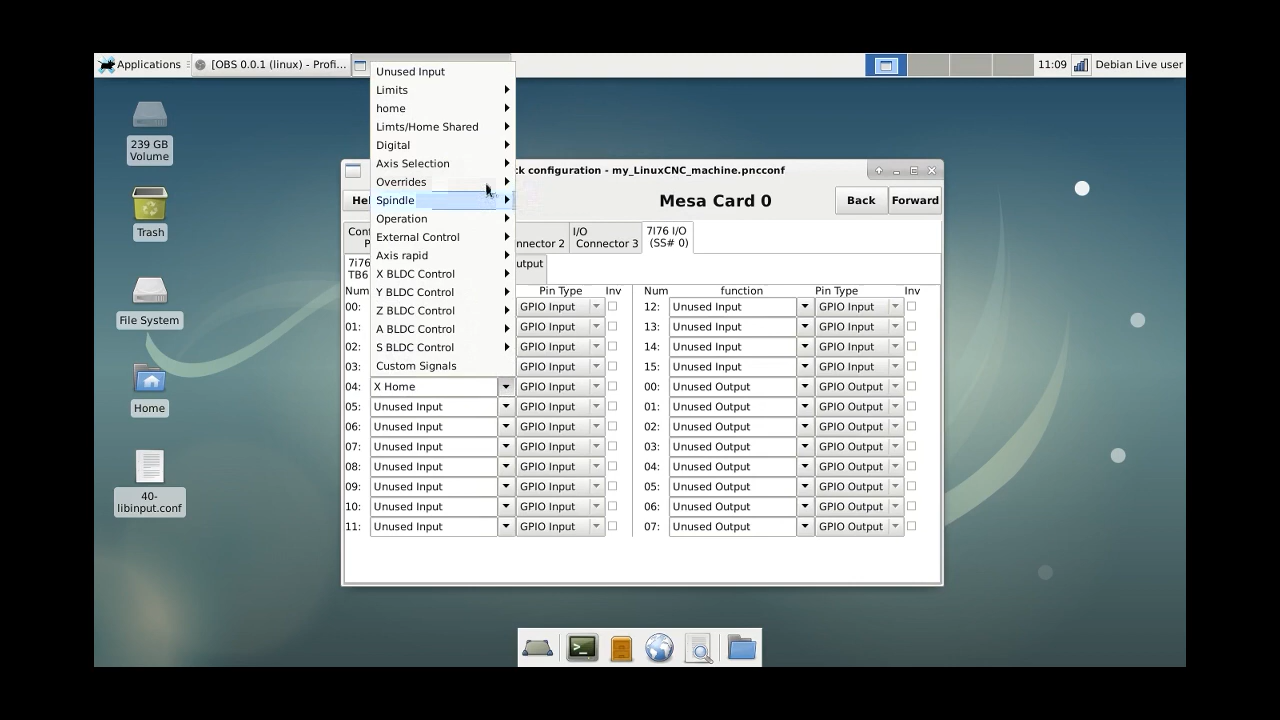 Applications
[OBS 0.0.1 (linux) - Profi...
11:09
Debian Live user
239 GB
Volume
Trash
File System
Home
40-
libinput.conf
Unused Input
Limits
home
Limts/Home Shared
Digital
Axis Selection
Overrides
Spindle
Operation
External Control
Axis rapid
X BLDC Control
Y BLDC Control
Z BLDC Control
A BLDC Control
S BLDC Control
Custom Signals
ck configuration - my_LinuxCNC_machine.pncconf
He
Mesa Card 0
Back
Forward
Con
P
nnector 2
I/O
Connector 3
7I76 I/O
(SS# 0)
7i76
TB6
utput
Num
Pin Type
Inv
Num
function
Pin Type
Inv
00:
GPIO Input
12:
Unused Input
GPIO Input
01:
GPIO Input
13:
Unused Input
GPIO Input
02:
GPIO Input
14:
Unused Input
GPIO Input
03:
GPIO Input
15:
Unused Input
GPIO Input
04:
X Home
GPIO Input
00:
Unused Output
GPIO Output
05:
Unused Input
GPIO Input
01:
Unused Output
GPIO Output
06:
Unused Input
GPIO Input
02:
Unused Output
GPIO Output
07:
Unused Input
GPIO Input
03:
Unused Output
GPIO Output
08:
Unused Input
GPIO Input
04:
Unused Output
GPIO Output
09:
Unused Input
GPIO Input
05:
Unused Output
GPIO Output
10:
Unused Input
GPIO Input
06:
Unused Output
GPIO Output
11:
Unused Input
GPIO Input
07:
Unused Output
GPIO Output